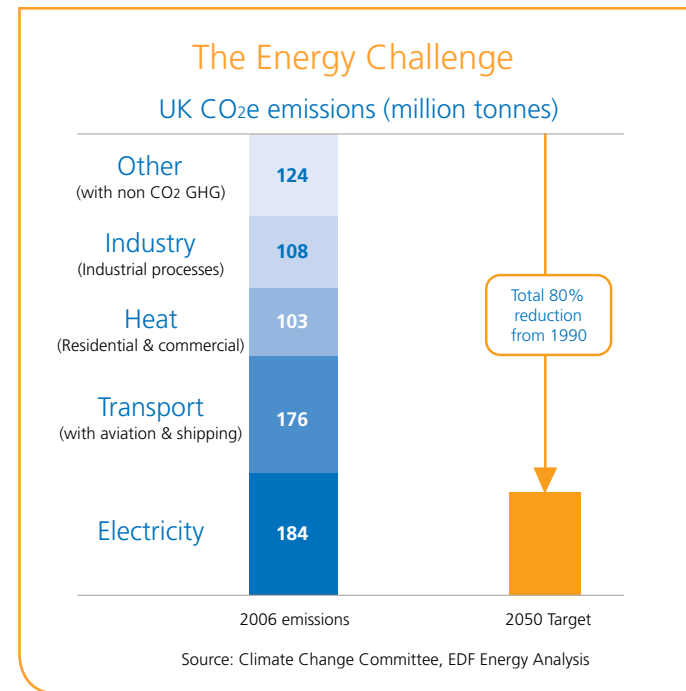 The Energy Challenge
UK CO2e emissions (million tonnes)
Other
(with non CO2 GHG)
124
Industry
(Industrial processes)
108
Heat
(Residential & commercial)
103
Transport
(with aviation & shipping)
176
Electricity
184
Total 80%
reduction
from 1990
2006 emissions
2050 Target
Source: Climate Change Committee, EDF Energy Analysis